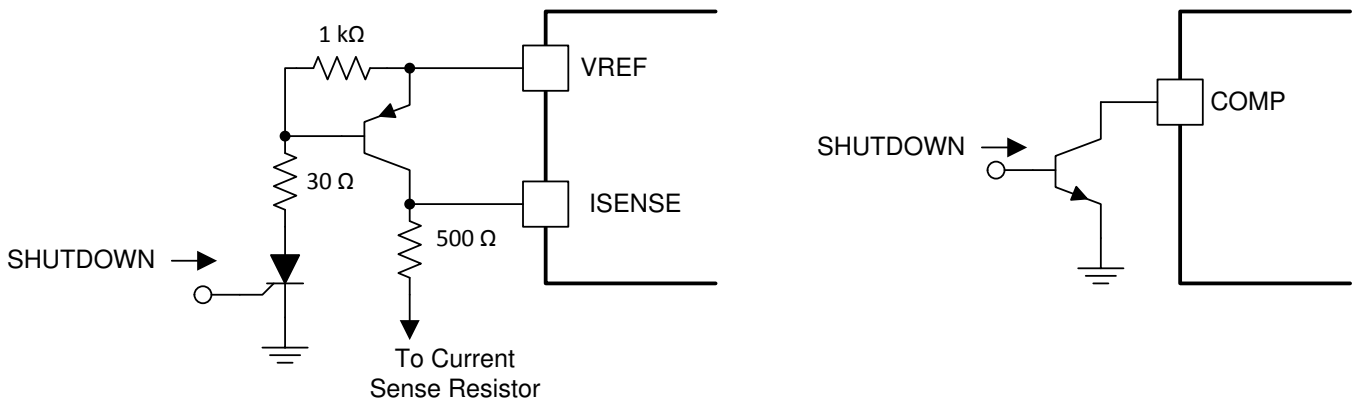 1 kΩ
VREF
30 Ω
ISENSE
500 Ω
SHUTDOWN
To Current
Sense Resistor
COMP
SHUTDOWN